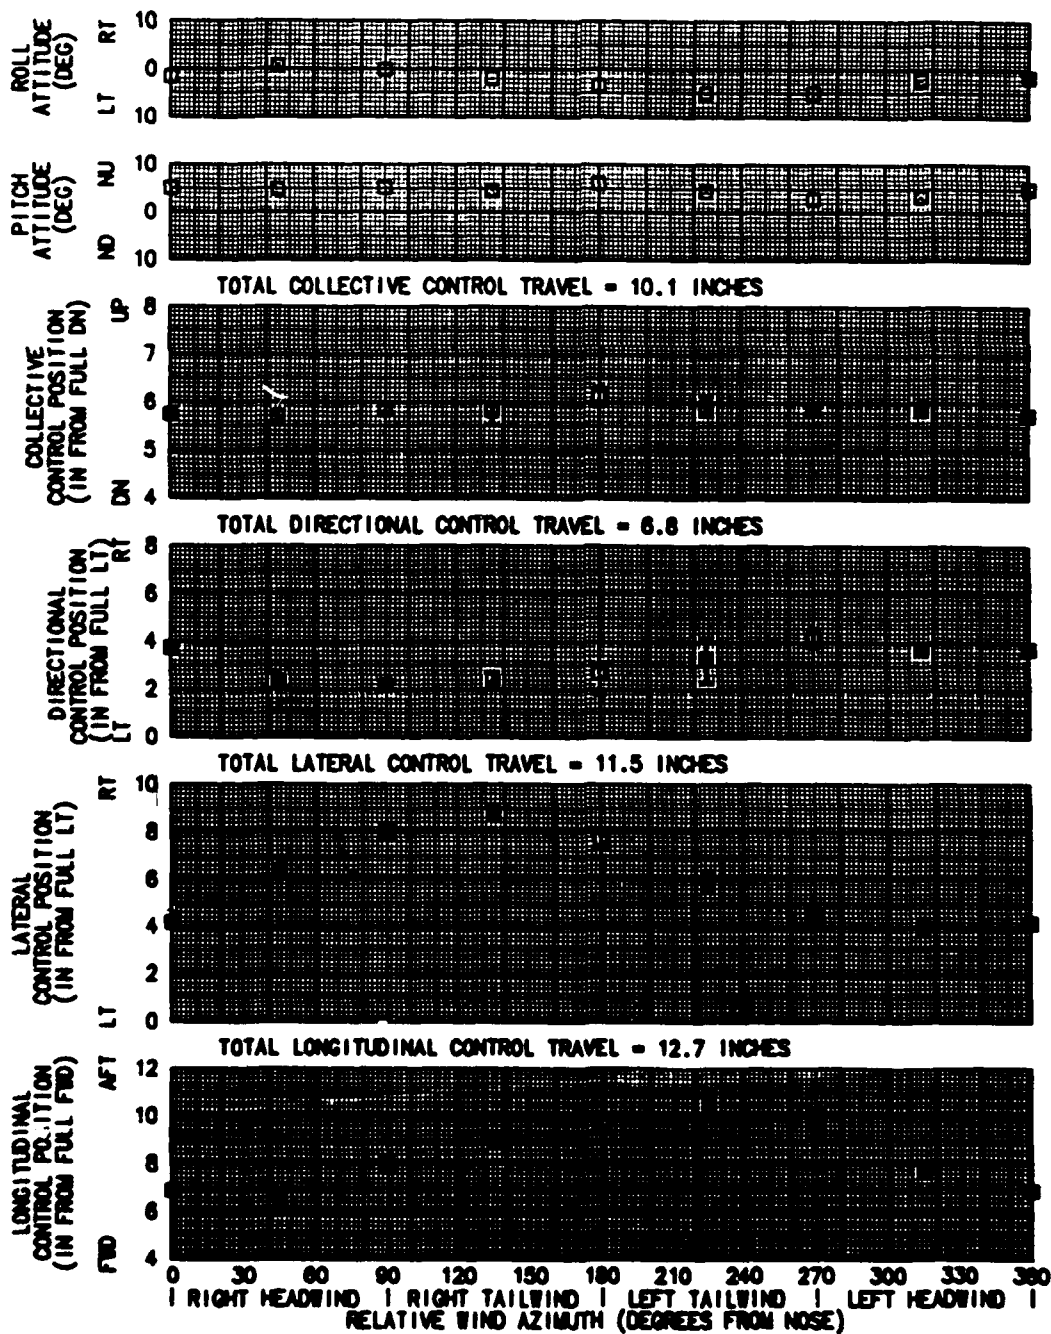 ROLL
ATTITUDE
(DEG)
LT RT
10
0
10
PITCH
ATTITUDE
(DEG)
ND NU
10
0
10
TOTAL COLLECTIVE CONTROL TRAVEL = 10.1 INCHES
COLLECTIVE
CONTROL POSITION
(IN FROM FULL DN)
DN UP
8
7
6
5
4
TOTAL DIRECTIONAL CONTROL TRAVEL = 6.8 INCHES
DIRECTIONAL
CONTROL POSITION
(IN FROM FULL LT)
LT RT
8
6
4
2
0
TOTAL LATERAL CONTROL TRAVEL = 11.5 INCHES
LATERAL
CONTROL POSITION
(IN FROM FULL LT)
LT RT
10
8
6
4
2
0
TOTAL LONGITUDINAL CONTROL TRAVEL = 12.7 INCHES
LONGITUDINAL
CONTROL PO..ITION
(IN FROM FULL FWD)
FWD AFT
12
10
8
6
4
0 30 60 90 120 150 180 210 240 270 300 330 360
| RIGHT HEADWIND | RIGHT TAILWIND | LEFT TAILWIND | LEFT HEADWIND |
RELATIVE WIND AZIMUTH (DEGREES FROM NOSE)